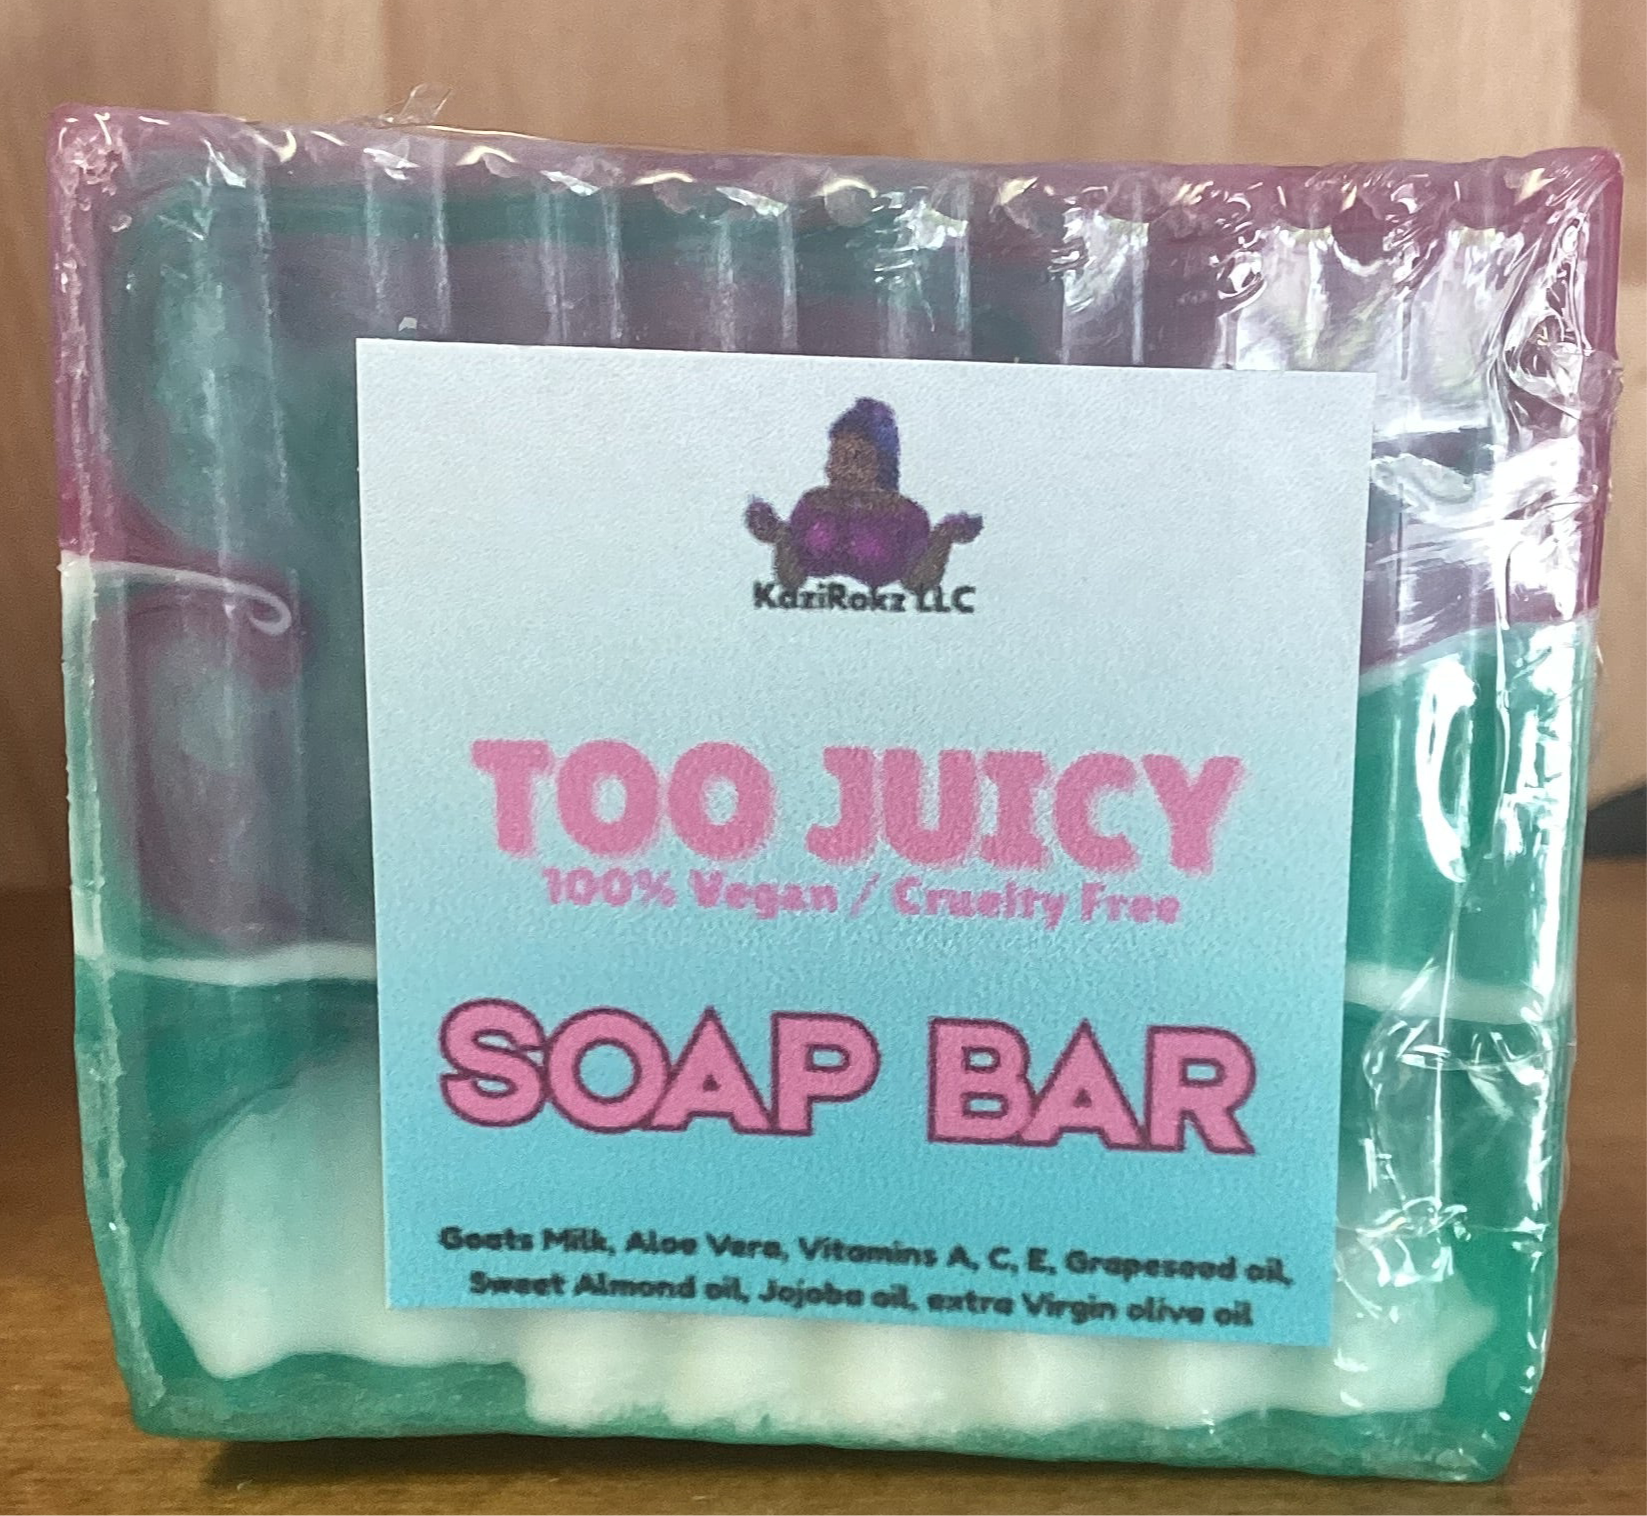 KaziRokz LLC
TOO JUICY
100% Vegan / Cruelty Free
SOAP BAR
Goats Milk, Aloe Vera, Vitamins A, C, E, Grapeseed oil,
Sweet Almond oil, Jojoba oil, extra Virgin olive oil